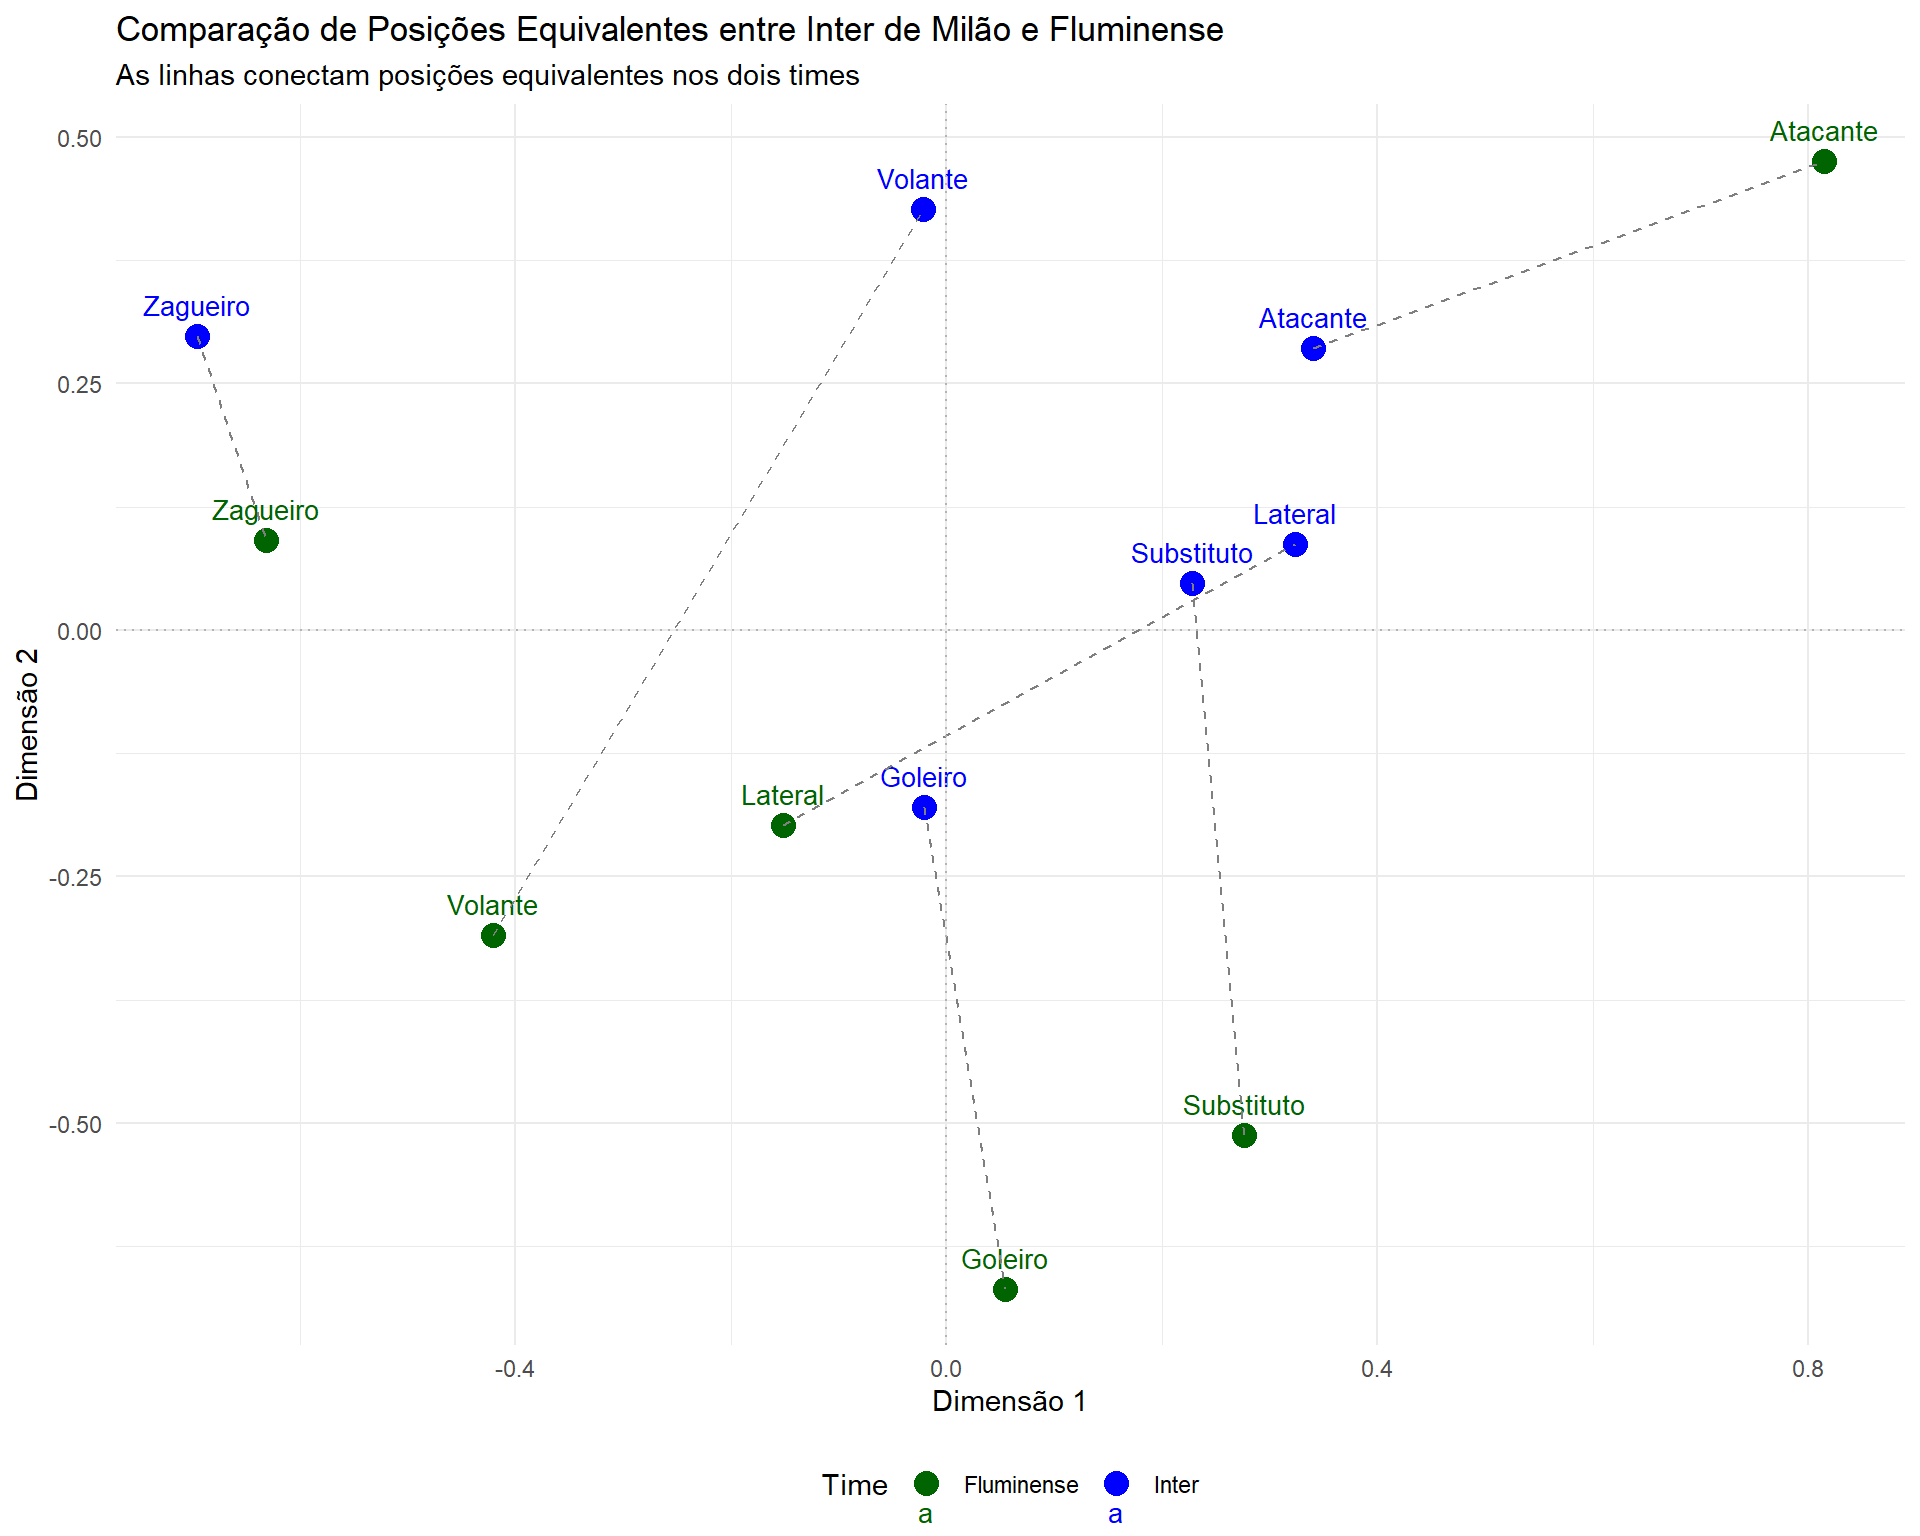 Comparação de Posições Equivalentes entre Inter de Milão e Fluminense
As linhas conectam posições equivalentes nos dois times
0.50
0.25
0.00
-0.25
-0.50
Dimensão 2
Atacante
Volante
Zagueiro
Atacante
Zagueiro
Lateral
Substituto
Goleiro
Lateral
Volante
Substituto
Goleiro
-0.4 0.0 0.4 0.8
Dimensão 1
Time Fluminense Inter
a a